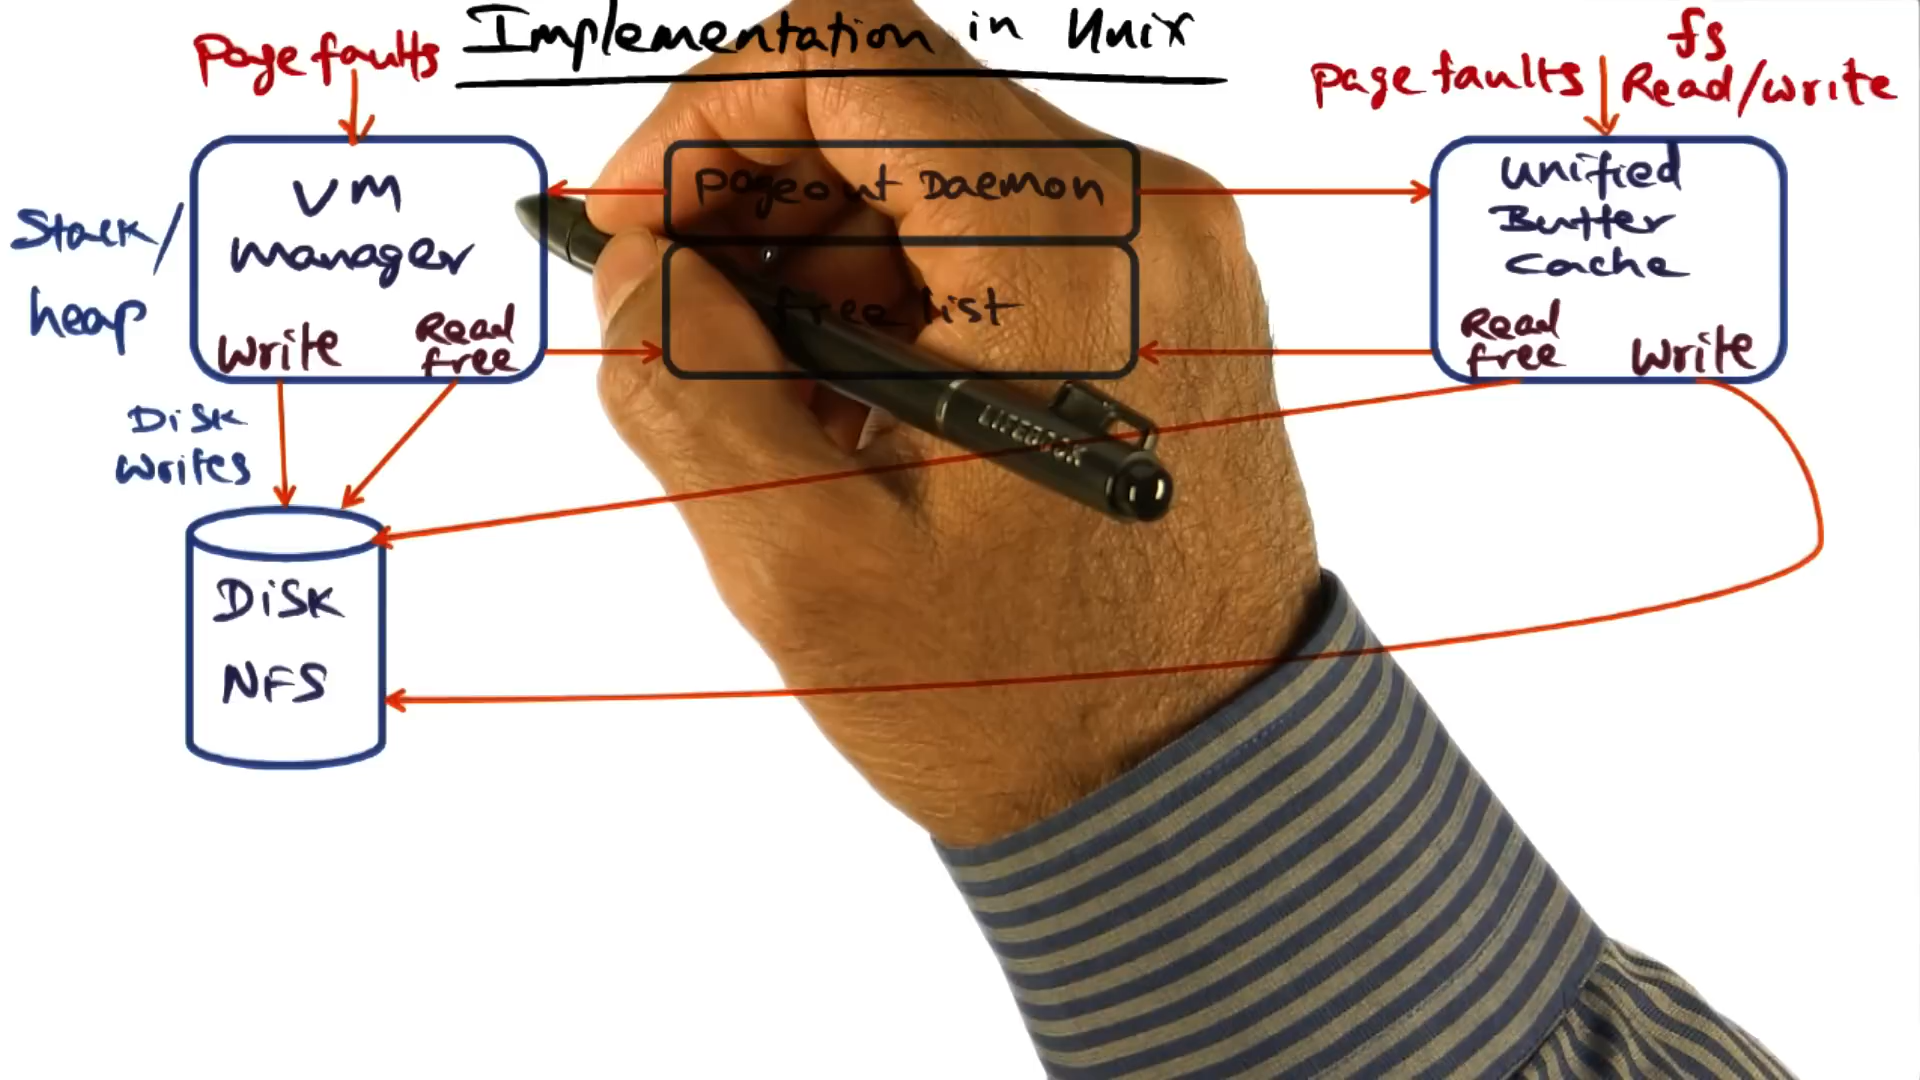 Implementation in Unix
page faults
fs
page faults
Read/write
VM
Manager
Write
Read
free
Stack/
heap
pageout Daemon
free list
unified
Buffer
Cache
Read
free
Write
Disk
writes
DISK
NFS
LIFEBOOK